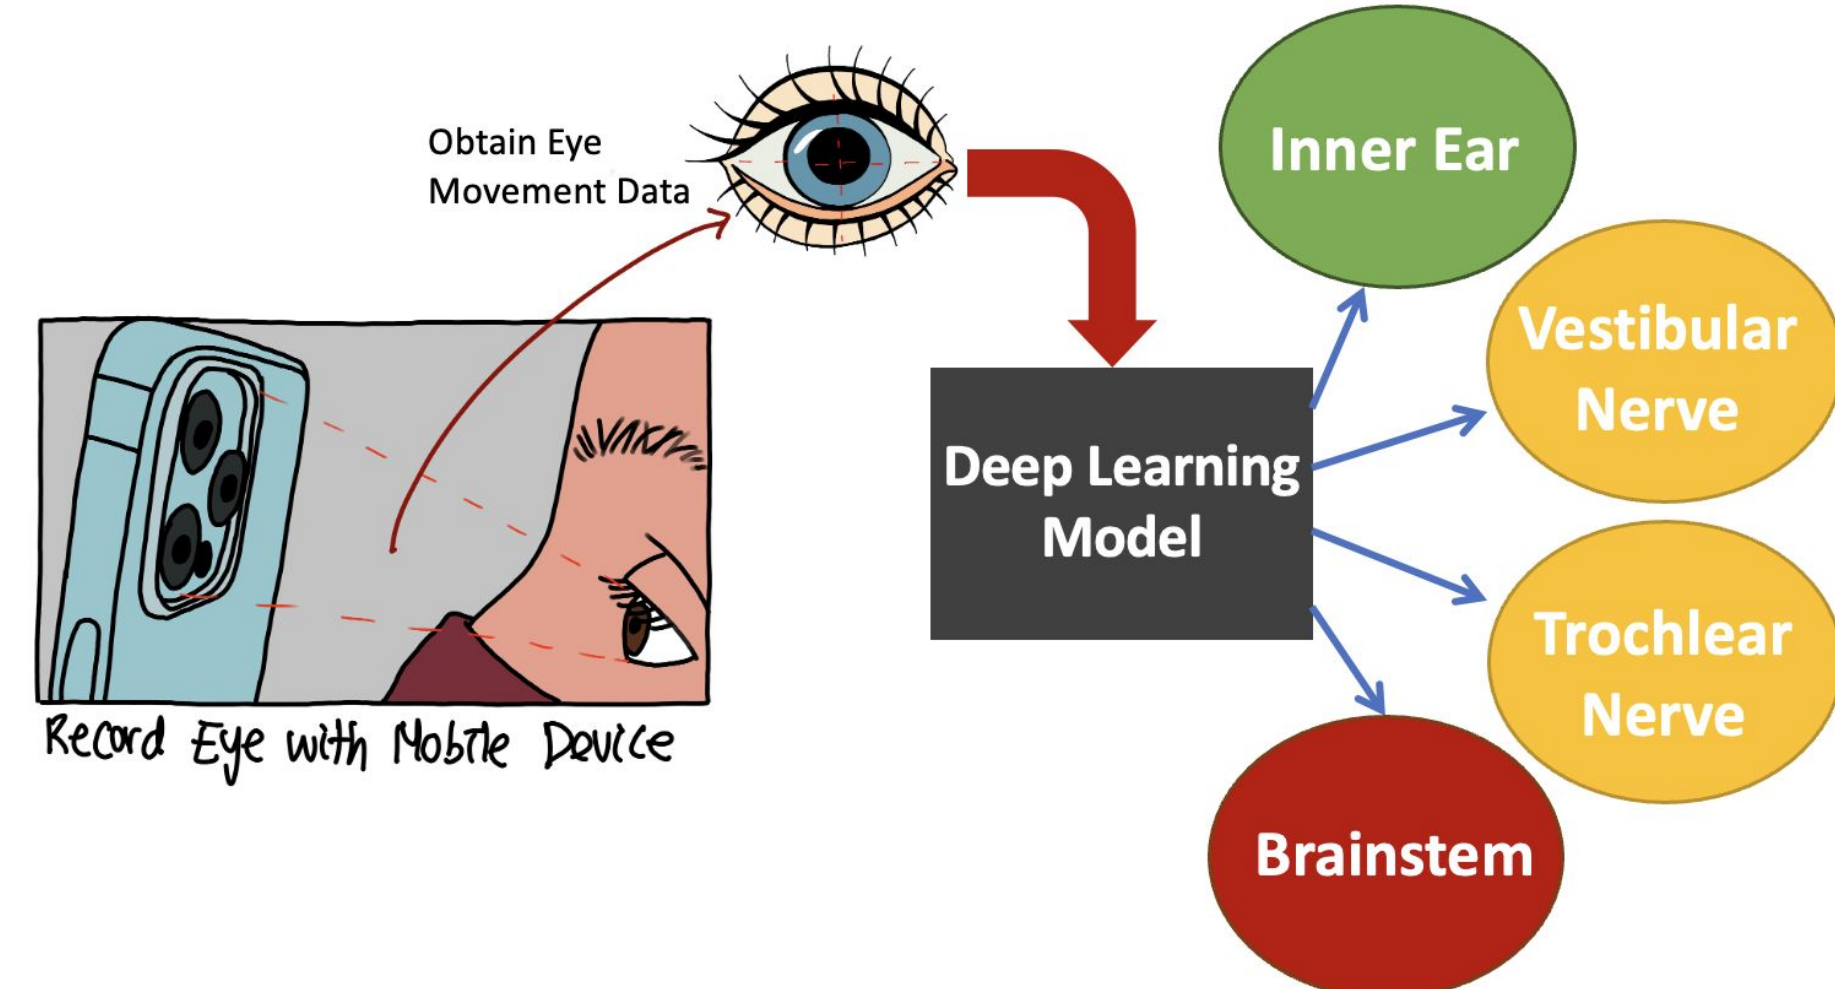 Obtain Eye
Movement Data
Record Eye with Mobile Device
Deep Learning
Model
Inner Ear
Vestibular
Nerve
Trochlear
Nerve
Brainstem